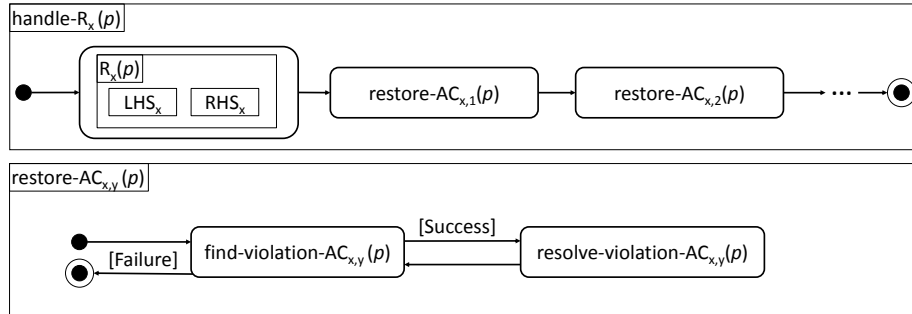 handle-Rₓ(p)
Rₓ(p)
LHSₓ RHSₓ
restore-ACₓ,₁(p)
restore-ACₓ,₂(p)
...
restore-ACₓ,y(p)
[Success]
find-violation-ACₓ,y(p)
resolve-violation-ACₓ,y(p)
[Failure]